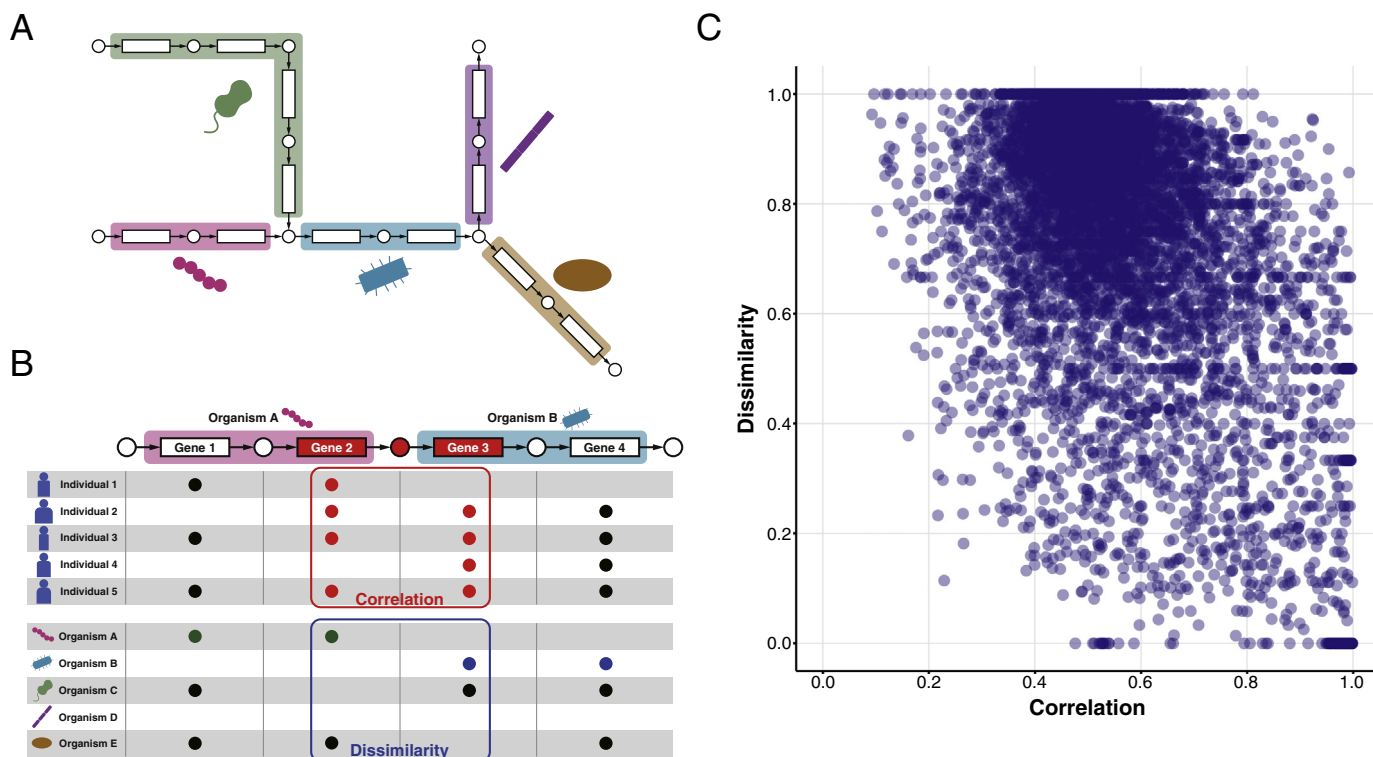 A
B
Organism A
Organism B
Gene 1
Gene 2
Gene 3
Gene 4
Individual 1
Individual 2
Individual 3
Individual 4
Individual 5
Correlation
Organism A
Organism B
Organism C
Organism D
Organism E
Dissimilarity
C
Dissimilarity
1.0
0.8
0.6
0.4
0.2
0.0
0.0 0.2 0.4 0.6 0.8 1.0
Correlation